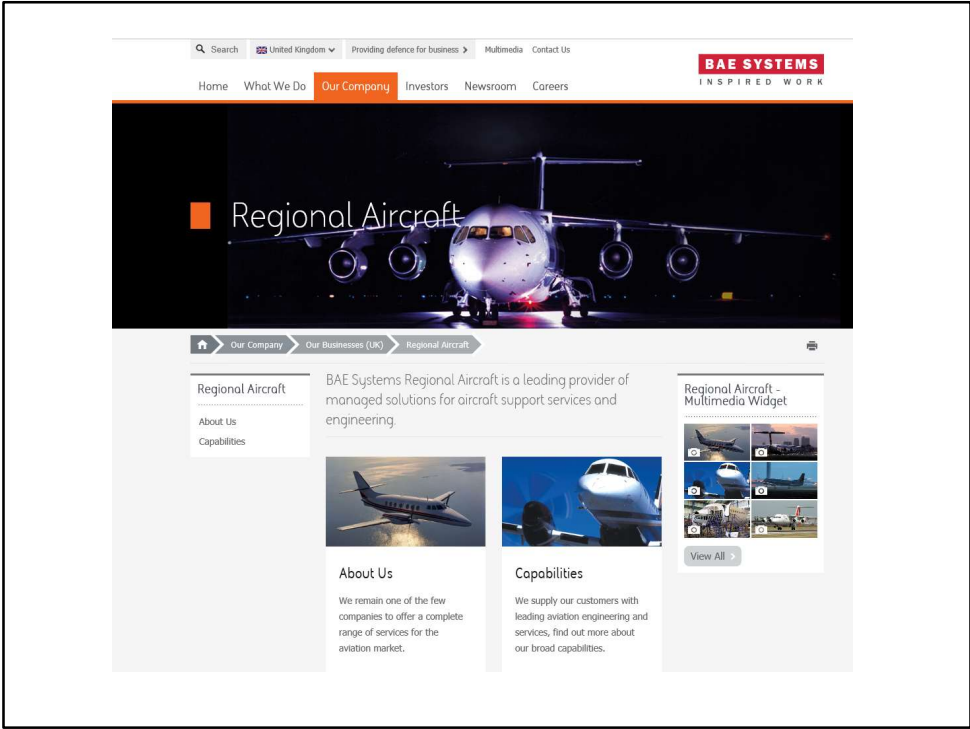 Search
United Kingdom
Providing defence for business
Multimedia
Contact Us
BAE SYSTEMS
INSPIRED WORK
Home
What We Do
Our Company
Investors
Newsroom
Careers
Regional Aircraft
Our Company
Our Businesses (UK)
Regional Aircraft
Regional Aircraft
About Us
Capabilities
BAE Systems Regional Aircraft is a leading provider of
managed solutions for aircraft support services and
engineering.
About Us
We remain one of the few
companies to offer a complete
range of services for the
aviation market.
Capabilities
We supply our customers with
leading aviation engineering and
services, find out more about
our broad capabilities.
Regional Aircraft -
Multimedia Widget
View All